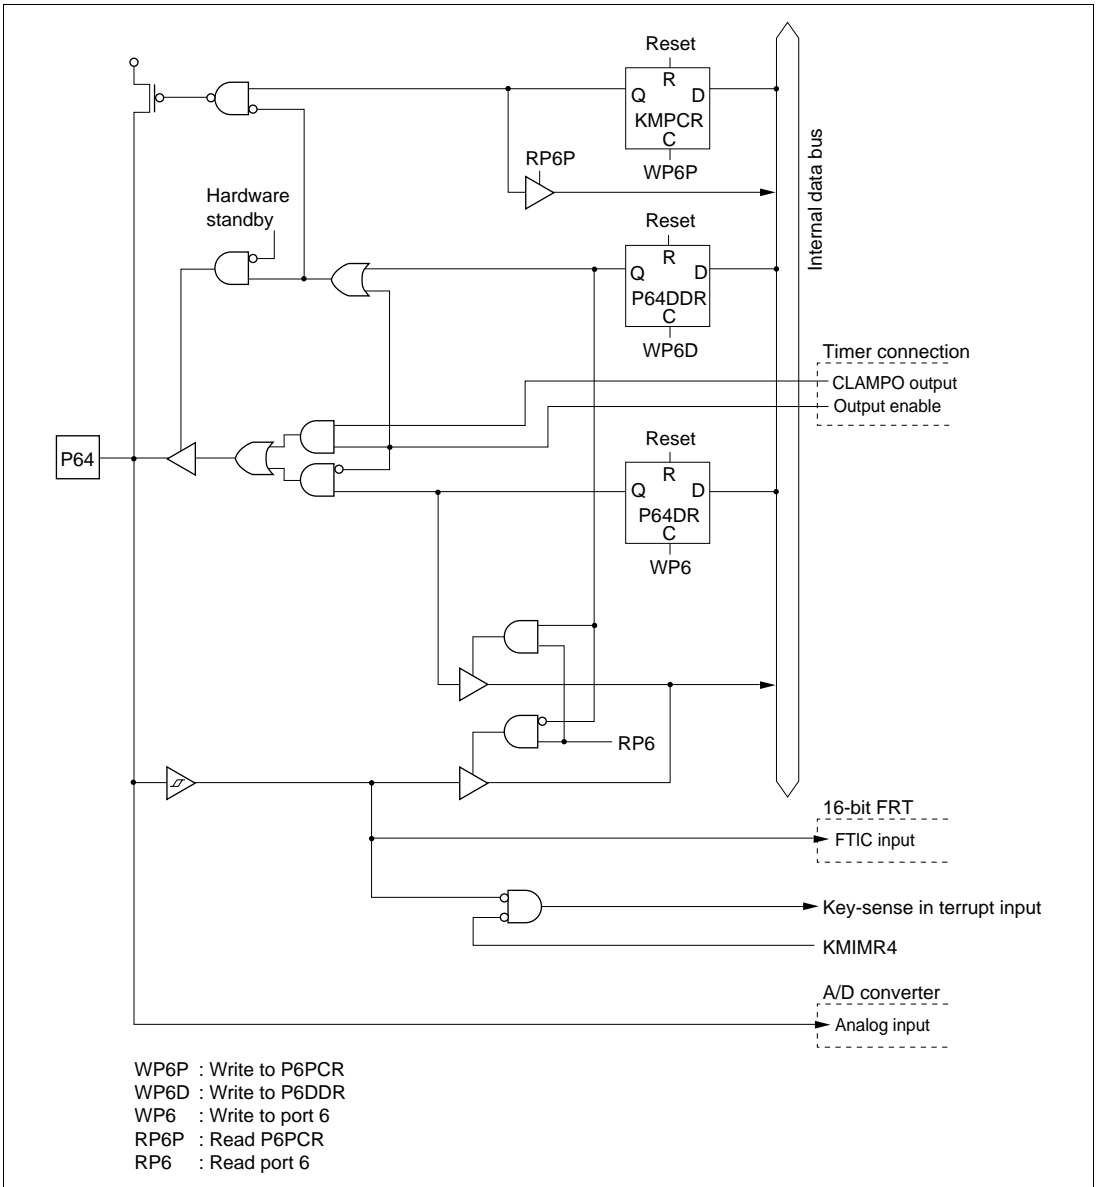 Reset
R
Q D
KMPCR
C
WP6P
RP6P
Hardware
standby
Internal data bus
Reset
R
Q D
P64DDR
C
WP6D
Timer connection
CLAMPO output
Output enable
P64
Reset
R
Q D
P64DR
C
WP6
RP6
16-bit FRT
FTIC input
Key-sense in terrupt input
KMIMR4
A/D converter
Analog input
WP6P : Write to P6PCR
WP6D : Write to P6DDR
WP6 : Write to port 6
RP6P : Read P6PCR
RP6 : Read port 6